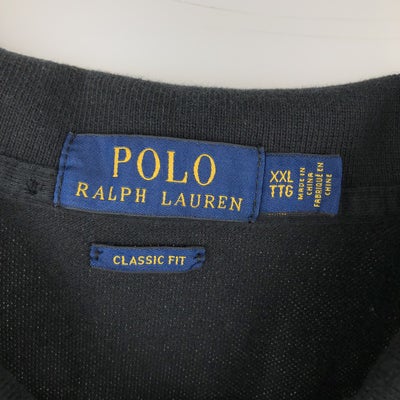 POLO
RALPH LAUREN
XXL
TTG
MADE IN
CHINA
FABRIQUÉ EN
CHINE
CLASSIC FIT